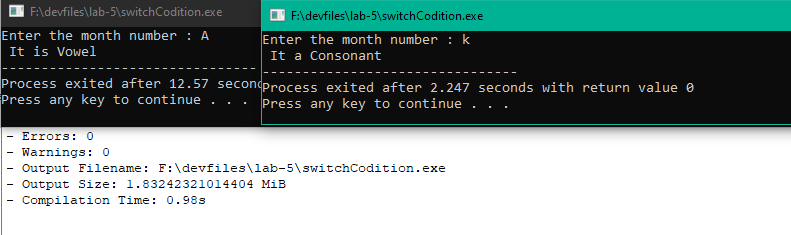 F:\devfiles\lab-5\switchCodition.exe
Enter the month number : A
 It is Vowel
--------------------------------
Process exited after 12.57 second
Press any key to continue . . .
F:\devfiles\lab-5\switchCodition.exe
Enter the month number : k
 It a Consonant
--------------------------------
Process exited after 2.247 seconds with return value 0
Press any key to continue . . .
- Errors: 0
- Warnings: 0
- Output Filename: F:\devfiles\lab-5\switchCodition.exe
- Output Size: 1.83242321014404 MiB
- Compilation Time: 0.98s